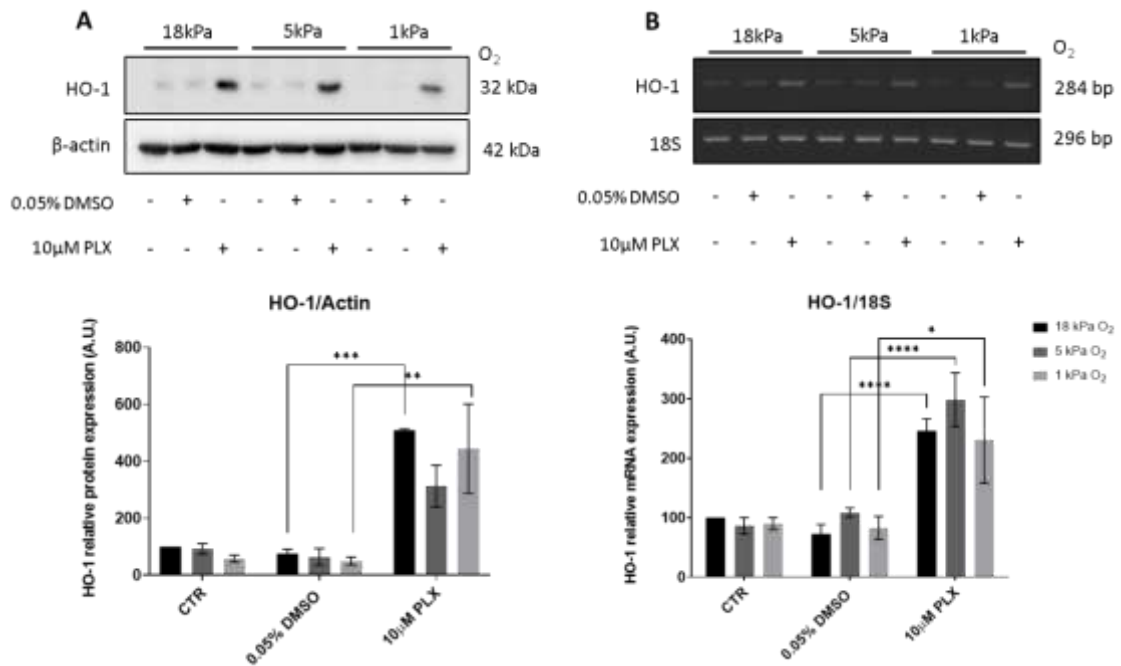 A
18kPa 5kPa 1kPa
O₂
HO-1 32 kDa
β-actin 42 kDa
0.05% DMSO - + - - + - - + -
10μM PLX - - + - - + - - +
HO-1/Actin
HO-1 relative protein expression (A.U.)
800
600
400
200
0
***
**
CTR
0.05% DMSO
10μM PLX
B
18kPa 5kPa 1kPa
O₂
HO-1 284 bp
18S 296 bp
0.05% DMSO - + - - + - - + -
10μM PLX - - + - - + - - +
HO-1/18S
HO-1 relative mRNA expression (A.U.)
400
300
200
100
0
*
****
****
CTR
0.05% DMSO
10μM PLX
18 kPa O₂
5 kPa O₂
1 kPa O₂